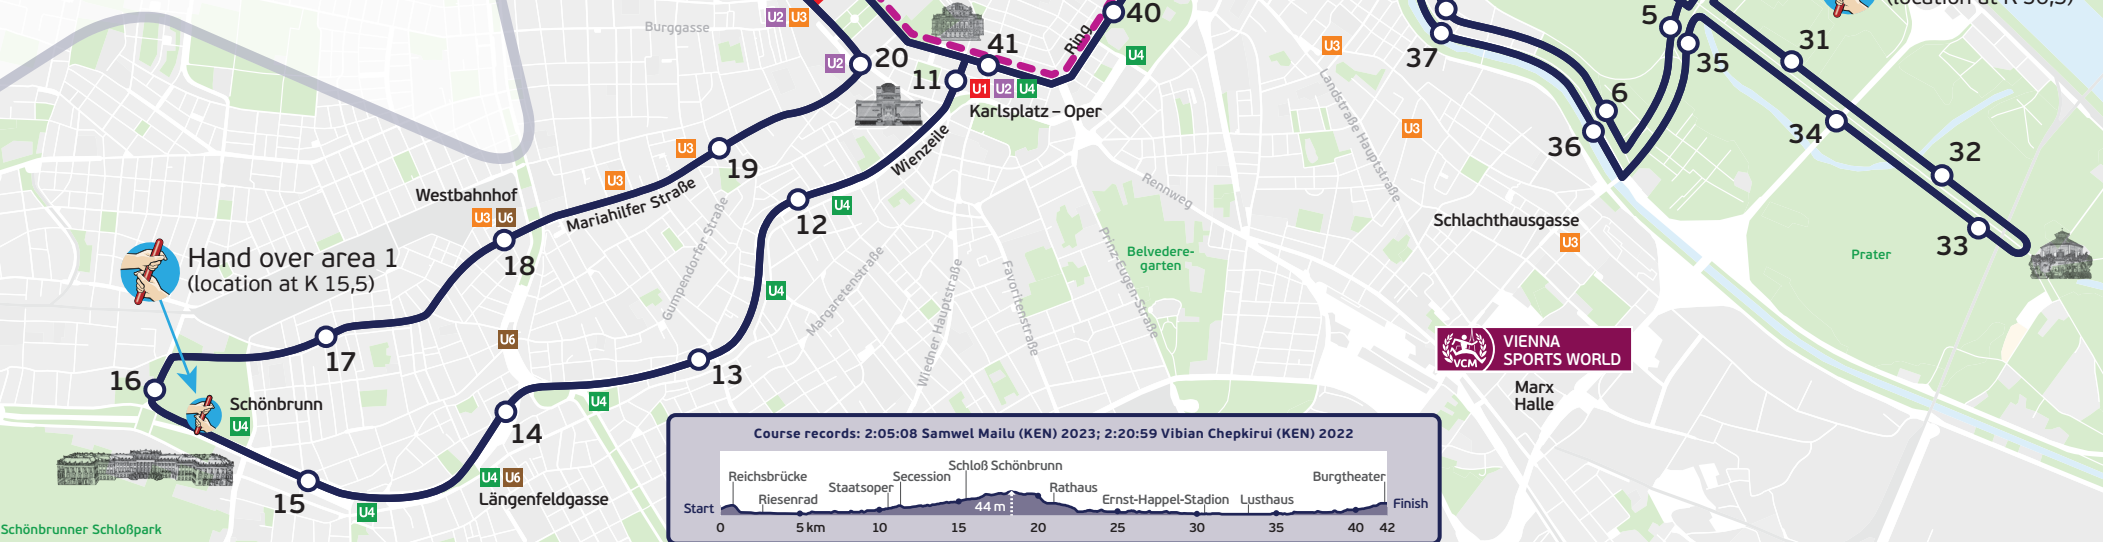 (location at K 30,5)
Burggasse
U2 U3
U2
20
11
41
U1 U2 U4
Karlsplatz – Oper
Ring
40
U4
U3
37
5
35
31
6
36
34
32
33
U3
Landstraße Hauptstraße
Rennweg
Schlachthausgasse
U3
Prater
Belvedere-
garten
Prinz-Eugen-Straße
Favoritenstraße
Wiedner Hauptstraße
Margaretenstraße
Gumpendorfer Straße
Wienzeile
12
U4
U3
19
U3
Mariahilfer Straße
Westbahnhof
U3 U6
18
Hand over area 1
(location at K 15,5)
17
U6
U4
13
16
Schönbrunn
U4
14
U4
U4 U6
Längenfeldgasse
15
U4
Schönbrunner Schloßpark
VCM
VIENNA
SPORTS WORLD
Marx
Halle
Course records: 2:05:08 Samwel Mailu (KEN) 2023; 2:20:59 Vibian Chepkirui (KEN) 2022
Schloß Schönbrunn
Reichsbrücke
Secession
Burgtheater
Staatsoper
Rathaus
Riesenrad
Ernst-Happel-Stadion
Lusthaus
Start
44 m
Finish
0 5 km 10 15 20 25 30 35 40 42